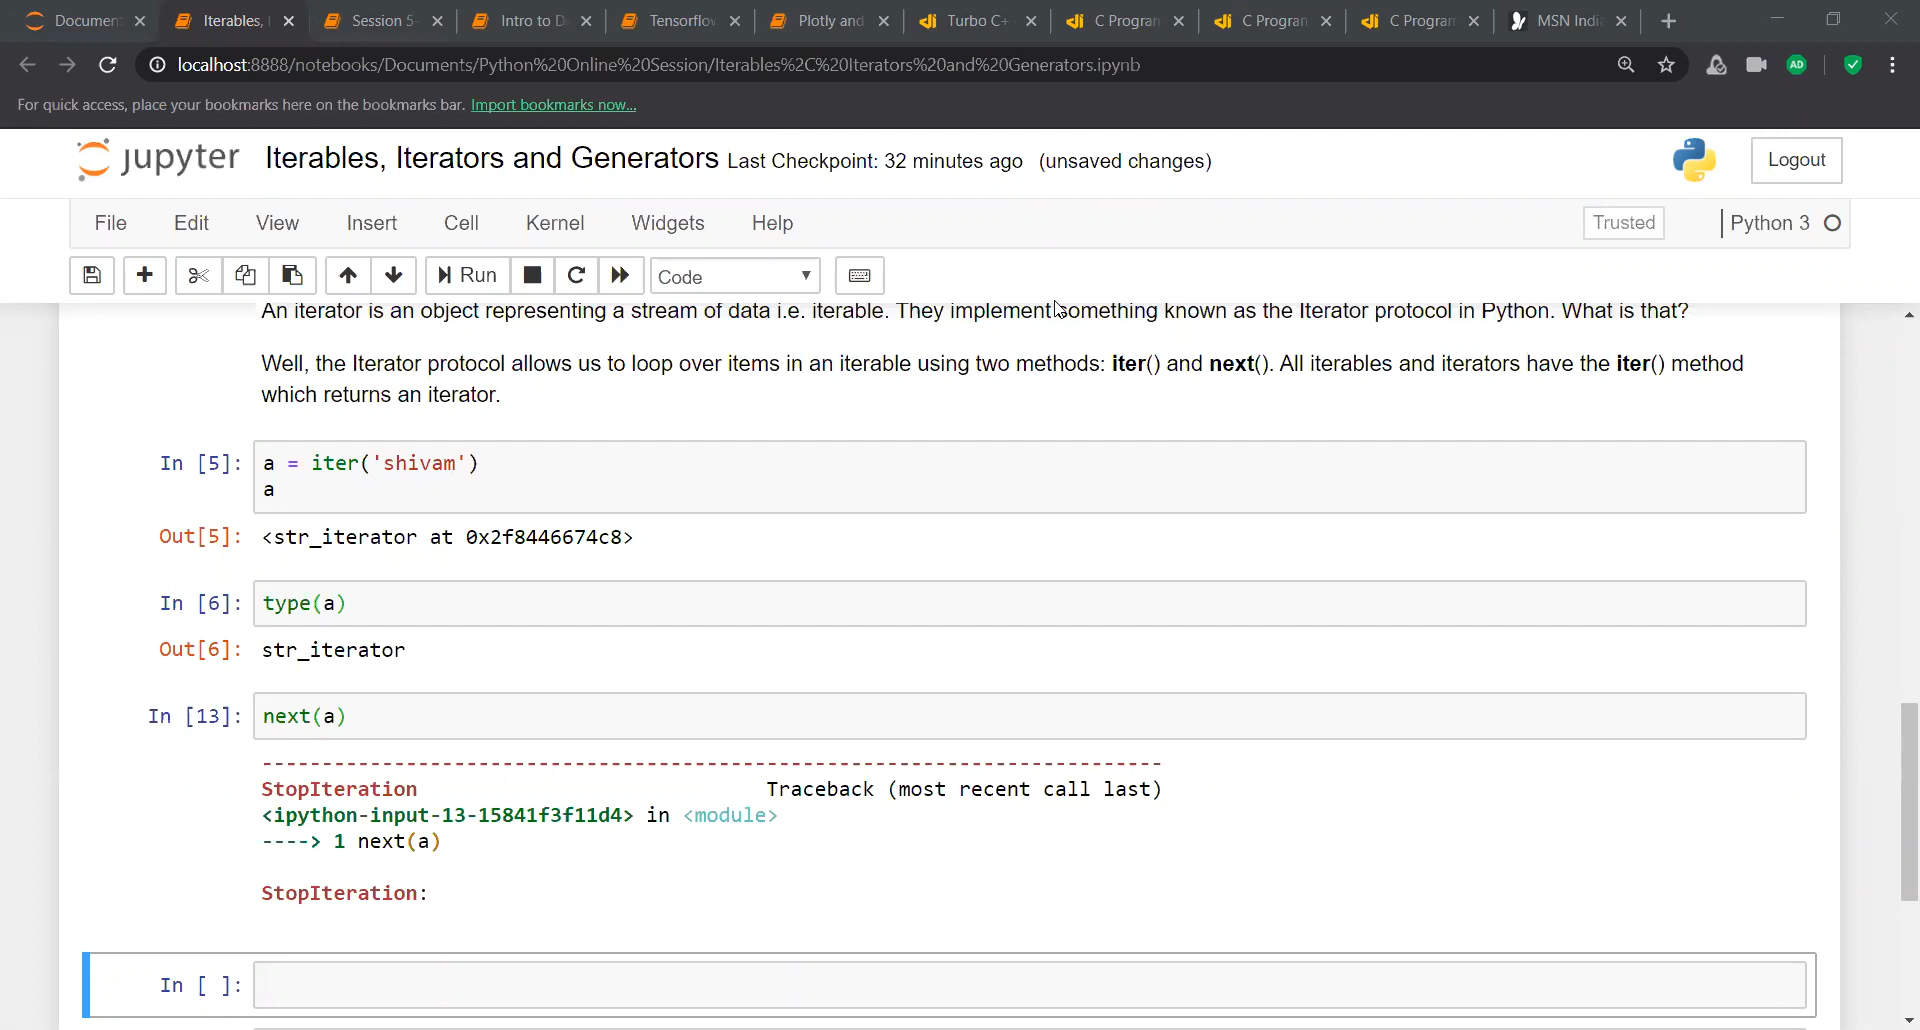 Documen
Iterables,
Session 5-
Intro to D
Tensorflov
Plotly and
Turbo C+
C Program
C Program
C Program
MSN Indi
localhost:8888/notebooks/Documents/Python%20Online%20Session/Iterables%2C%20Iterators%20and%20Generators.ipynb
AD
For quick access, place your bookmarks here on the bookmarks bar. Import bookmarks now...
jupyter Iterables, Iterators and Generators Last Checkpoint: 32 minutes ago (unsaved changes)
Logout
File Edit View Insert Cell Kernel Widgets Help
Trusted
Python 3
Run
Code
An iterator is an object representing a stream of data i.e. iterable. They implement something known as the Iterator protocol in Python. What is that?
Well, the Iterator protocol allows us to loop over items in an iterable using two methods: iter() and next(). All iterables and iterators have the iter() method
which returns an iterator.
In [5]: a = iter('shivam')
a
Out[5]: <str_iterator at 0x2f8446674c8>
In [6]: type(a)
Out[6]: str_iterator
In [13]: next(a)
---------------------------------------------------------------------------
StopIteration Traceback (most recent call last)
<ipython-input-13-15841f3f11d4> in <module>
----> 1 next(a)
StopIteration:
In [ ]: